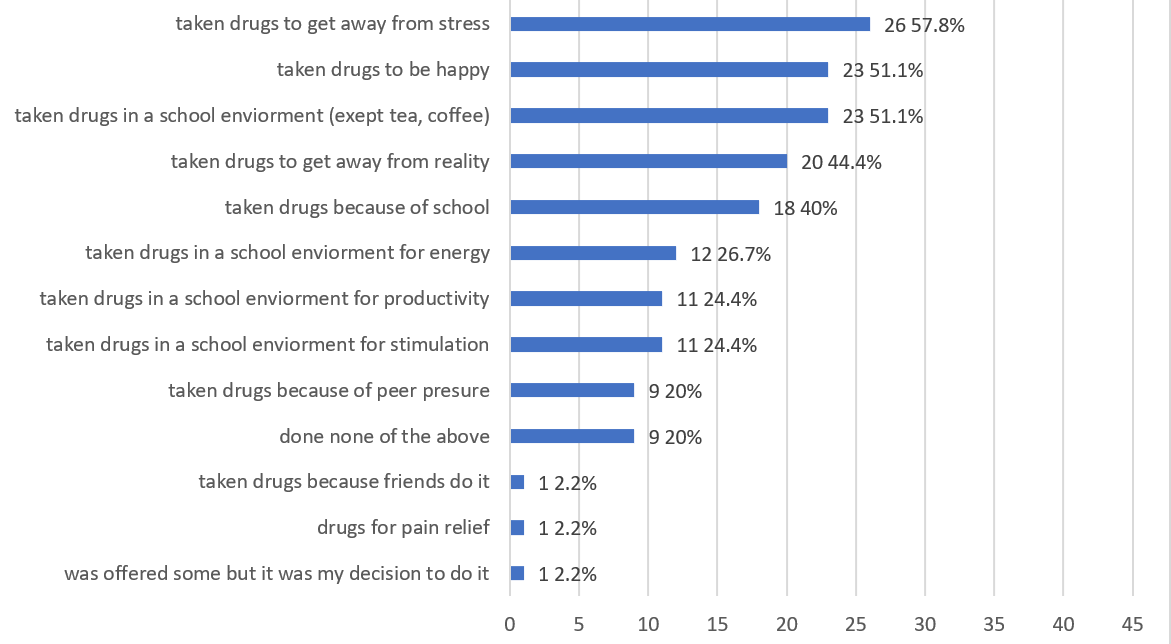 taken drugs to get away from stress 26 57.8%
taken drugs to be happy 23 51.1%
taken drugs in a school enviorment (exept tea, coffee) 23 51.1%
taken drugs to get away from reality 20 44.4%
taken drugs because of school 18 40%
taken drugs in a school enviorment for energy 12 26.7%
taken drugs in a school enviorment for productivity 11 24.4%
taken drugs in a school enviorment for stimulation 11 24.4%
taken drugs because of peer presure 9 20%
done none of the above 9 20%
taken drugs because friends do it 1 2.2%
drugs for pain relief 1 2.2%
was offered some but it was my decision to do it 1 2.2%
0 5 10 15 20 25 30 35 40 45